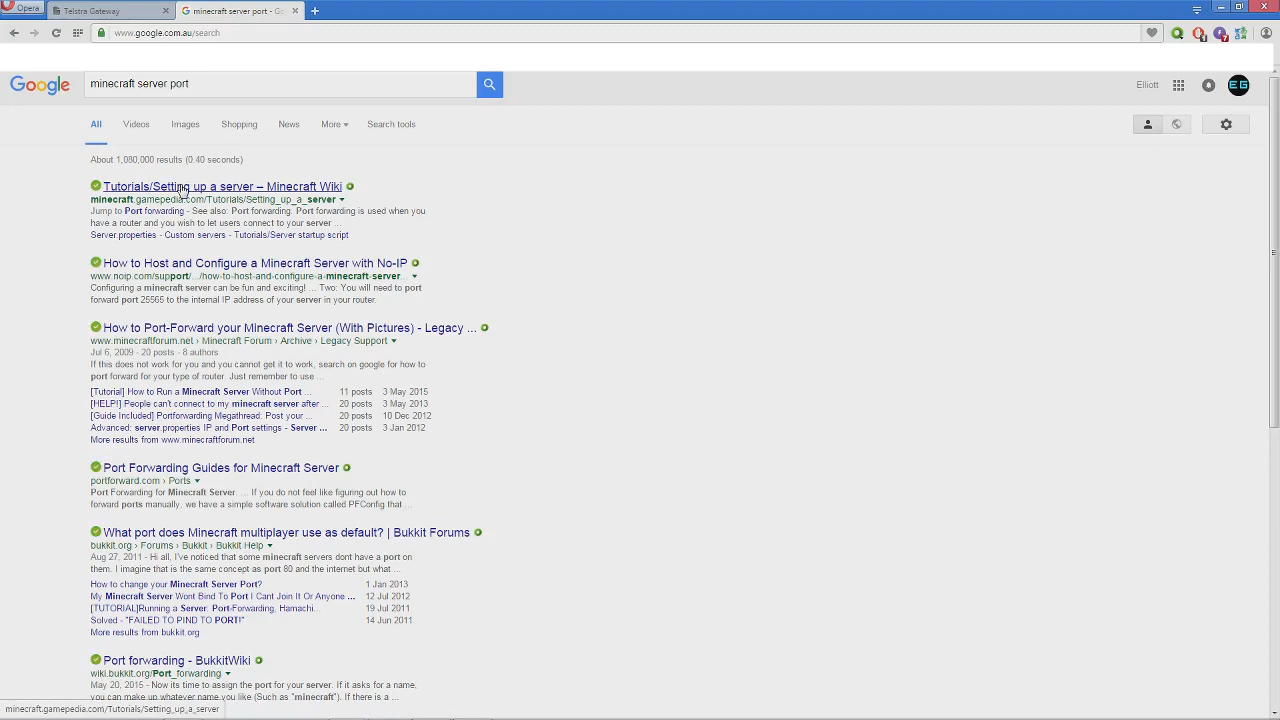 Opera
Telstra Gateway
minecraft server port - Go
www.google.com.au/search
Google
minecraft server port
Elliott
EG
All
Videos
Images
Shopping
News
More
Search tools
About 1,080,000 results (0.40 seconds)
Tutorials/Setting up a server – Minecraft Wiki
minecraft.gamepedia.com/Tutorials/Setting_up_a_server
Jump to Port forwarding - See also: Port forwarding. Port forwarding is used when you
have a router and you wish to let users connect to your server ...
Server.properties - Custom servers - Tutorials/Server startup script
How to Host and Configure a Minecraft Server with No-IP
www.noip.com/support/.../how-to-host-and-configure-a-minecraft-server...
Configuring a minecraft server can be fun and exciting! ... Two: You will need to port
forward port 25565 to the internal IP address of your server in your router.
How to Port-Forward your Minecraft Server (With Pictures) - Legacy ...
www.minecraftforum.net › Minecraft Forum › Archive › Legacy Support
Jul 6, 2009 - 20 posts - 8 authors
If this does not work for you and you cannot get it to work, search on google for how to
port forward for your type of router. Just remember to use ...
[Tutorial] How to Run a Minecraft Server Without Port ... 11 posts 3 May 2015
[HELP!] People can't connect to my minecraft server after ... 20 posts 3 May 2013
[Guide Included] Portforwarding Megathread: Post your ... 20 posts 10 Dec 2012
Advanced: server.properties IP and Port settings - Server ... 20 posts 3 Jan 2012
More results from www.minecraftforum.net
Port Forwarding Guides for Minecraft Server
portforward.com › Ports
Port Forwarding for Minecraft Server. ... If you do not feel like figuring out how to
forward ports manually, we have a simple software solution called PFConfig that ...
What port does Minecraft multiplayer use as default? | Bukkit Forums
bukkit.org › Forums › Bukkit › Bukkit Help
Aug 27, 2011 - Hi all, I've noticed that some minecraft servers dont have a port on
them. I imagine that is the same concept as port 80 and the internet but what ...
How to change your Minecraft Server Port? 1 Jan 2013
My Minecraft Server Wont Bind To Port I Cant Join It Or Anyone ... 12 Jul 2012
[TUTORIAL]Running a Server: Port-Forwarding, Hamachi... 19 Jul 2011
Solved - "FAILED TO PIND TO PORT!" 14 Jun 2011
More results from bukkit.org
Port forwarding - BukkitWiki
wiki.bukkit.org/Port_forwarding
May 20, 2015 - Now its time to assign the port for your server. If it asks for a name,
you can make up whatever name you like (Such as "minecraft"). If there is a ...
minecraft.gamepedia.com/Tutorials/Setting_up_a_server